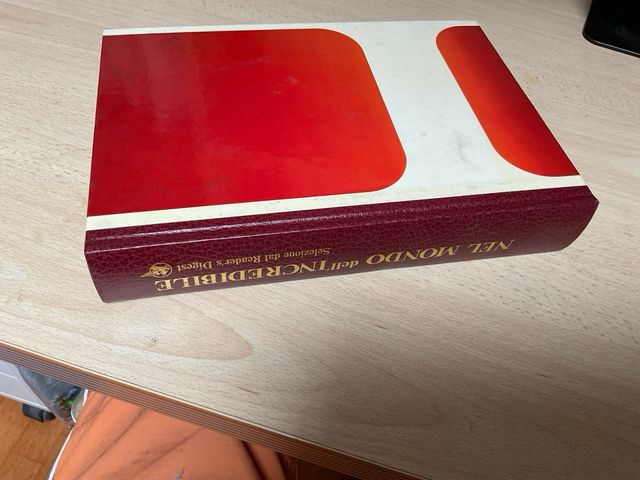 NEL MONDO dell'INCREDIBILE
Selezione dal Reader's Digest